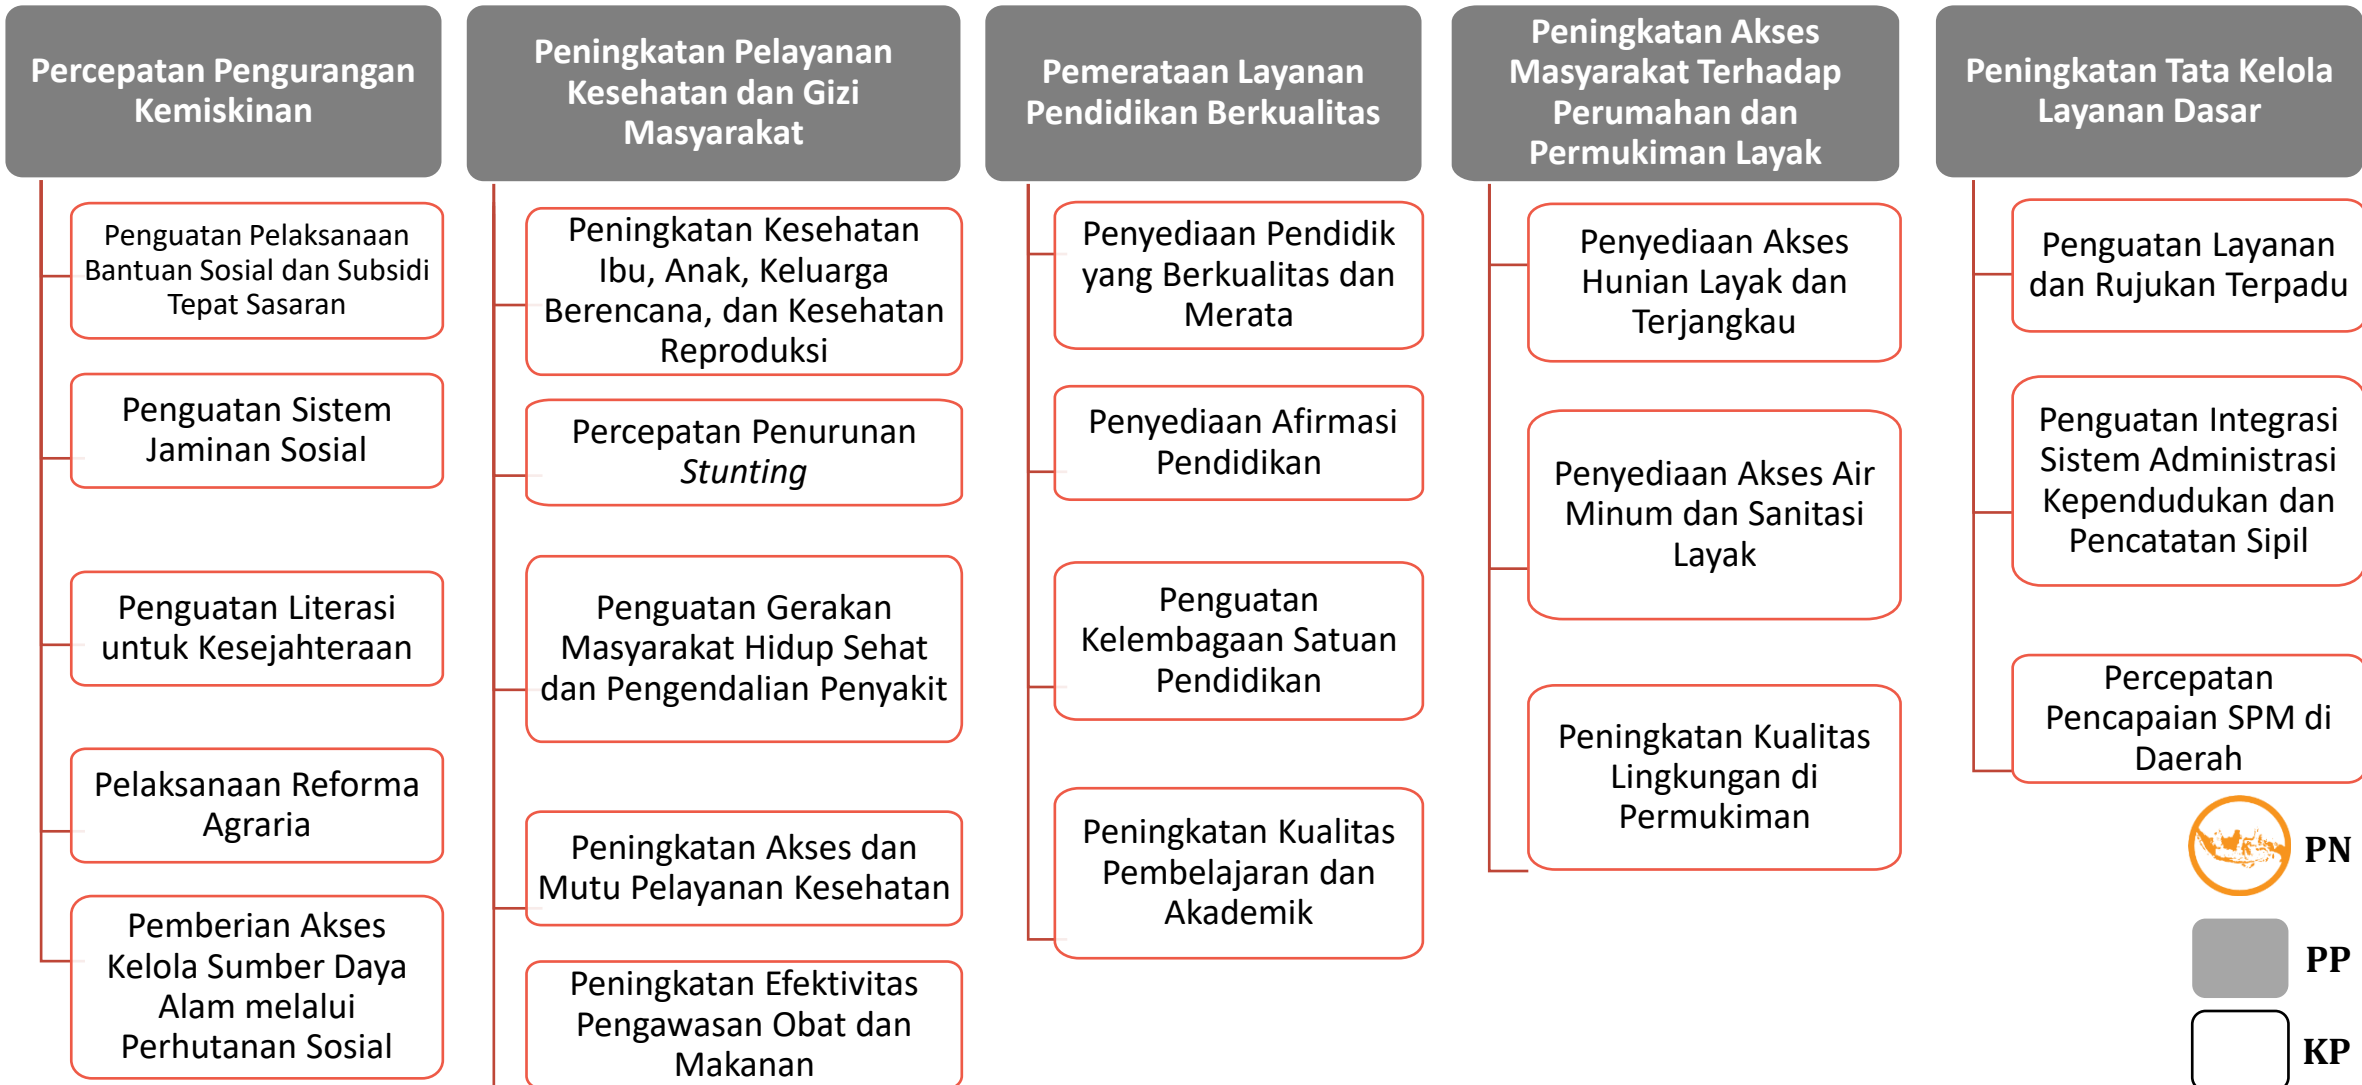 Percepatan Pengurangan
Kemiskinan
Penguatan Pelaksanaan
Bantuan Sosial dan Subsidi
Tepat Sasaran
Penguatan Sistem
Jaminan Sosial
Penguatan Literasi
untuk Kesejahteraan
Pelaksanaan Reforma
Agraria
Pemberian Akses
Kelola Sumber Daya
Alam melalui
Perhutanan Sosial
Peningkatan Pelayanan
Kesehatan dan Gizi
Masyarakat
Peningkatan Kesehatan
Ibu, Anak, Keluarga
Berencana, dan Kesehatan
Reproduksi
Percepatan Penurunan
Stunting
Penguatan Gerakan
Masyarakat Hidup Sehat
dan Pengendalian Penyakit
Peningkatan Akses dan
Mutu Pelayanan Kesehatan
Peningkatan Efektivitas
Pengawasan Obat dan
Makanan
Pemerataan Layanan
Pendidikan Berkualitas
Penyediaan Pendidik
yang Berkualitas dan
Merata
Penyediaan Afirmasi
Pendidikan
Penguatan
Kelembagaan Satuan
Pendidikan
Peningkatan Kualitas
Pembelajaran dan
Akademik
Peningkatan Akses
Masyarakat Terhadap
Perumahan dan
Permukiman Layak
Penyediaan Akses
Hunian Layak dan
Terjangkau
Penyediaan Akses Air
Minum dan Sanitasi
Layak
Peningkatan Kualitas
Lingkungan di
Permukiman
Peningkatan Tata Kelola
Layanan Dasar
Penguatan Layanan
dan Rujukan Terpadu
Penguatan Integrasi
Sistem Administrasi
Kependudukan dan
Pencatatan Sipil
Percepatan
Pencapaian SPM di
Daerah
PN
PP
KP